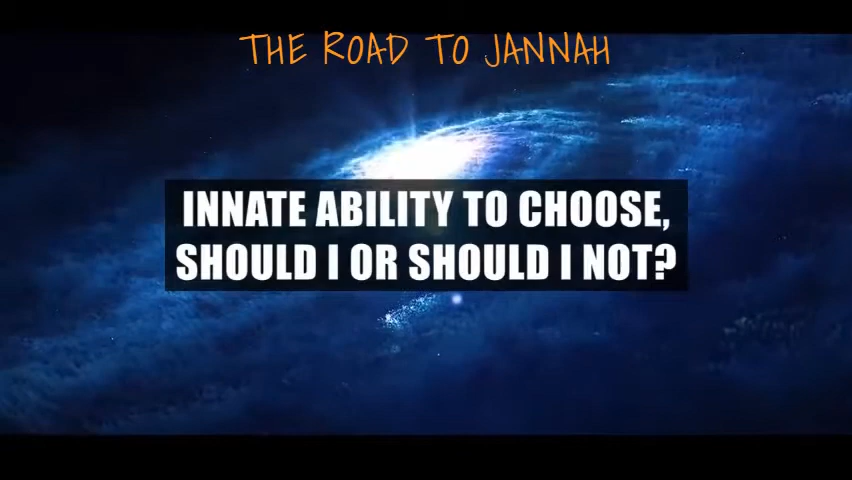 THE ROAD TO JANNAH
INNATE ABILITY TO CHOOSE,
SHOULD I OR SHOULD I NOT?